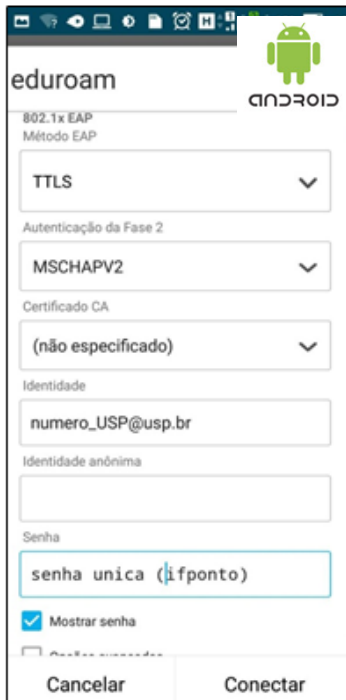 ANDROID
eduroam
802.1x EAP
Método EAP
TTLS
Autenticação da Fase 2
MSCHAPV2
Certificado CA
(não especificado)
Identidade
numero_USP@usp.br
Identidade anônima
Senha
senha unica (ifponto)
Mostrar senha
Cancelar
Conectar